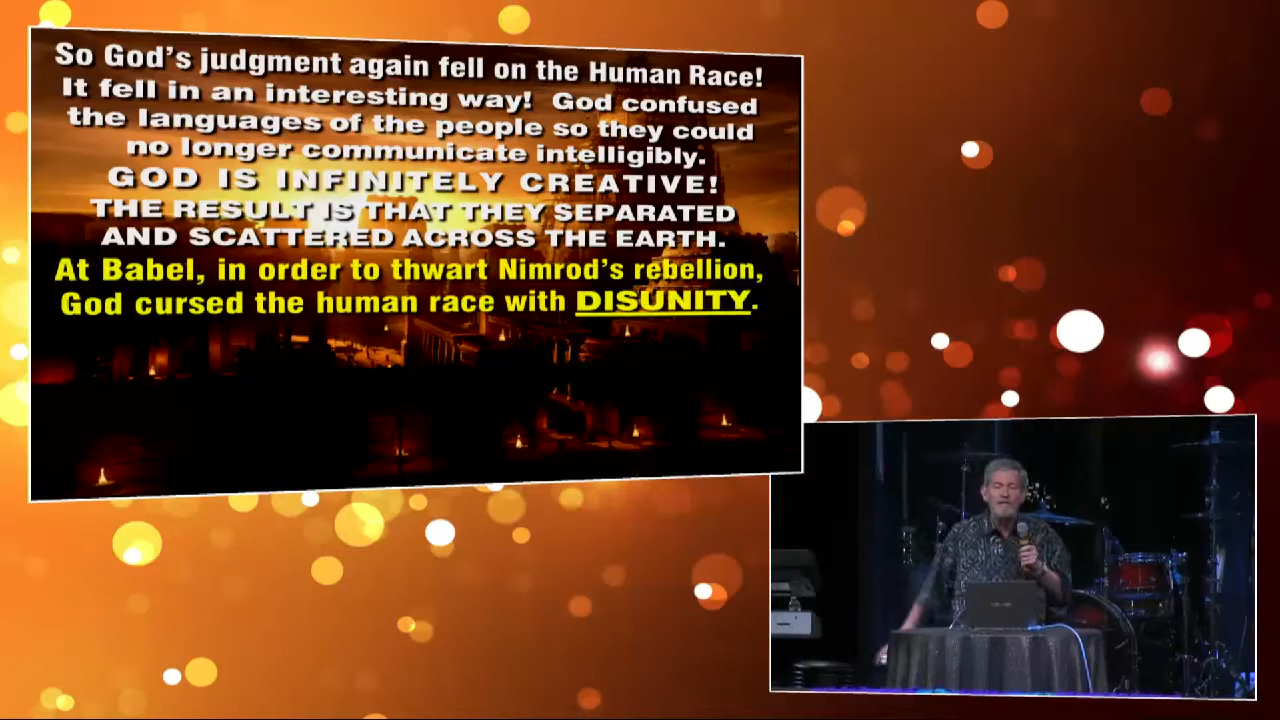 So God's judgment again fell on the Human Race!
It fell in an interesting way! God confused
the languages of the people so they could
no longer communicate intelligibly.
GOD IS INFINITELY CREATIVE!
THE RESULT IS THAT THEY SEPARATED
AND SCATTERED ACROSS THE EARTH.
At Babel, in order to thwart Nimrod's rebellion,
God cursed the human race with DISUNITY.